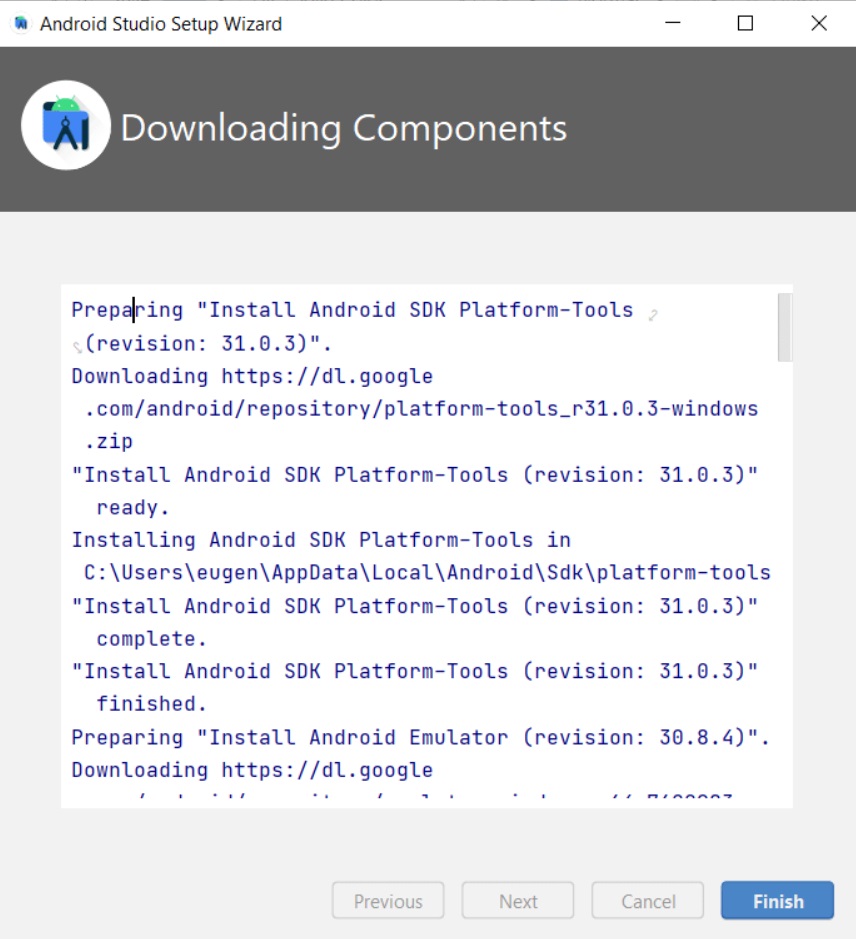 Android Studio Setup Wizard
Downloading Components
Preparing "Install Android SDK Platform-Tools
(revision: 31.0.3)".
Downloading https://dl.google
.com/android/repository/platform-tools_r31.0.3-windows
.zip
"Install Android SDK Platform-Tools (revision: 31.0.3)"
ready.
Installing Android SDK Platform-Tools in
C:\Users\eugen\AppData\Local\Android\Sdk\platform-tools
"Install Android SDK Platform-Tools (revision: 31.0.3)"
complete.
"Install Android SDK Platform-Tools (revision: 31.0.3)"
finished.
Preparing "Install Android Emulator (revision: 30.8.4)".
Downloading https://dl.google
Previous Next Cancel Finish